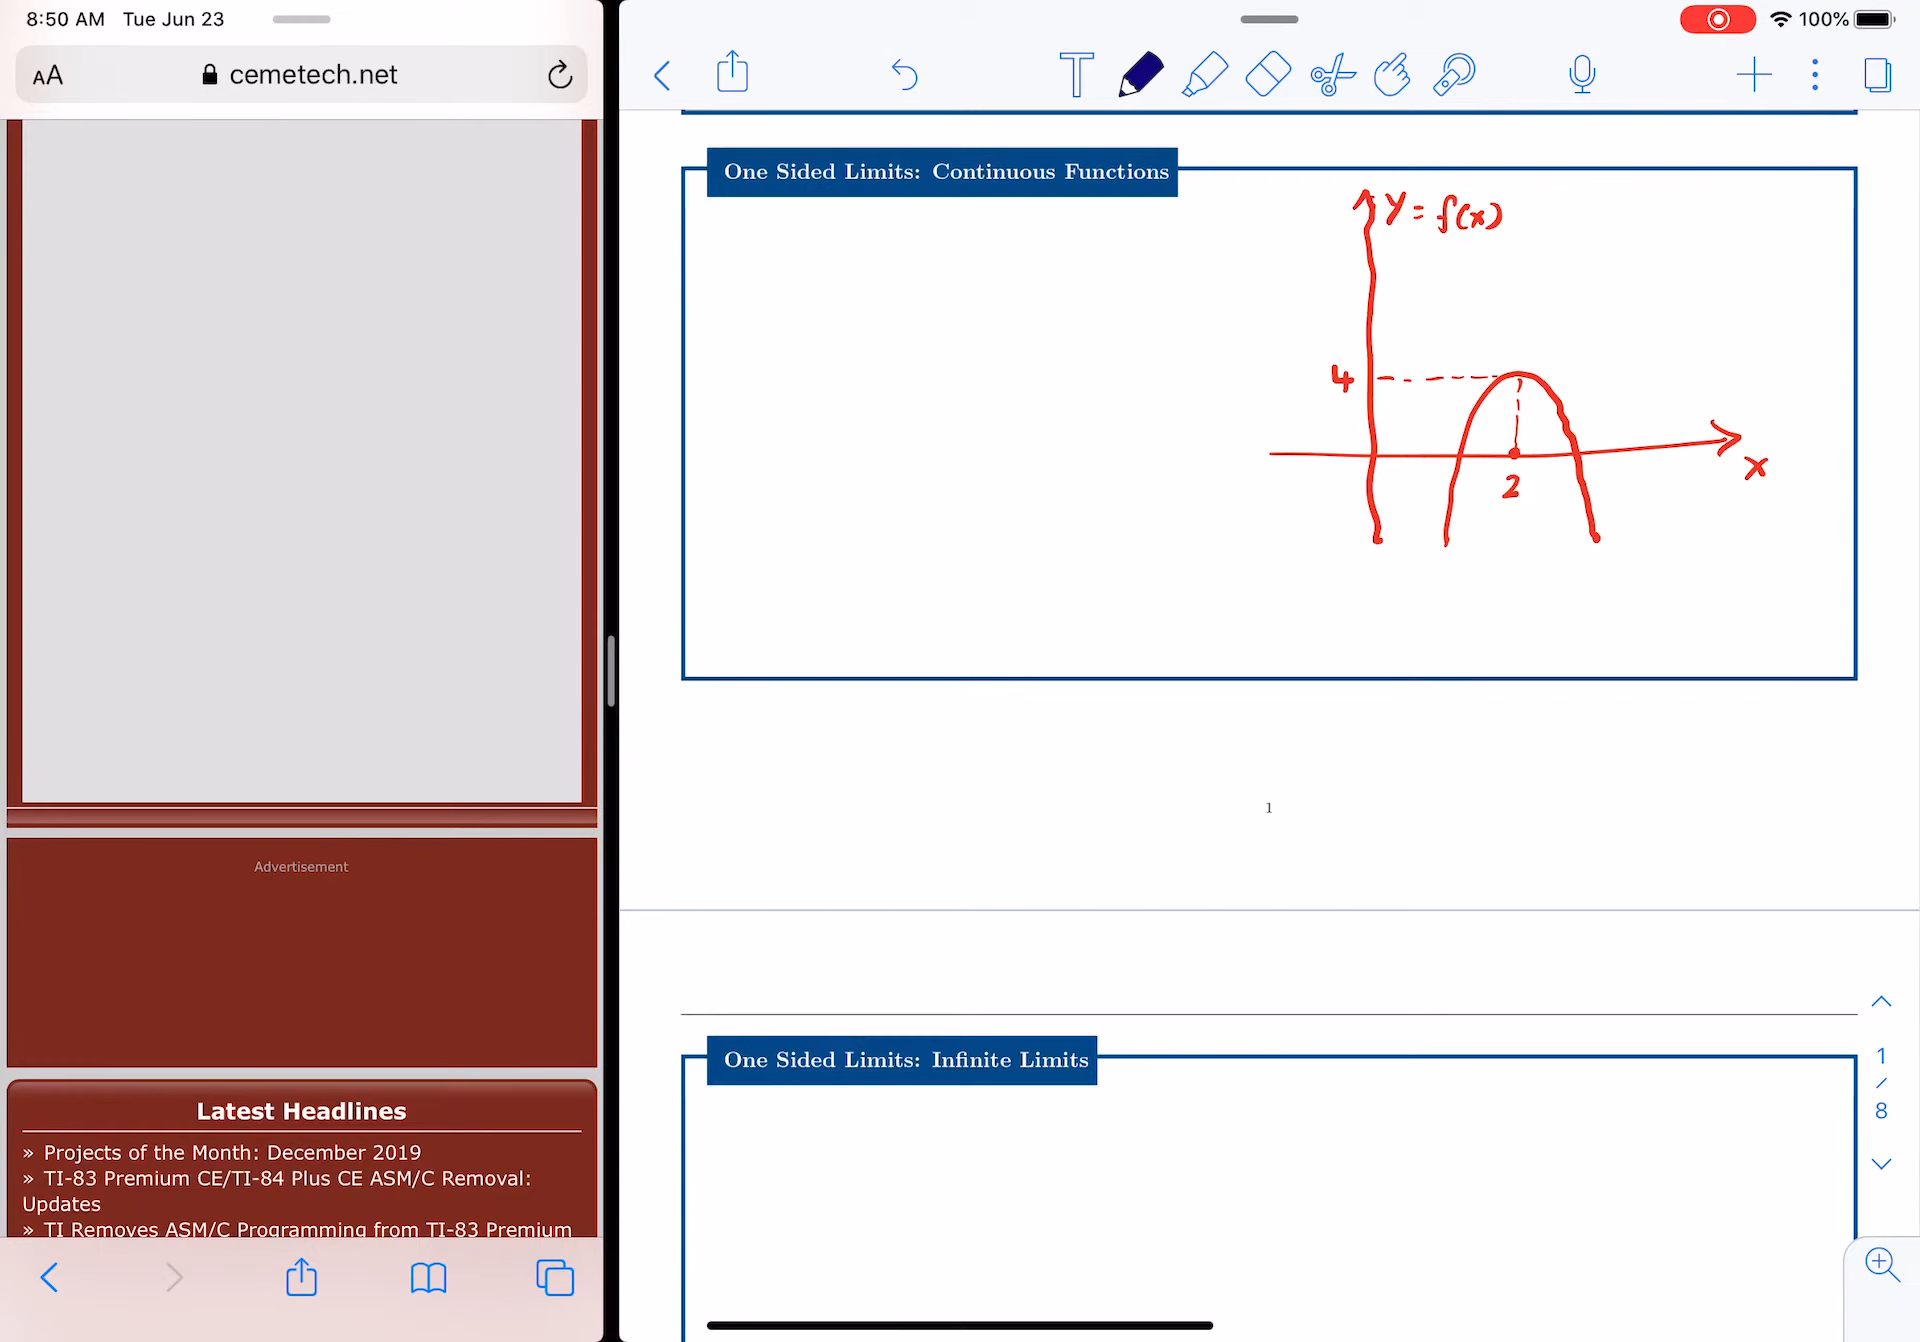 8:50 AM Tue Jun 23
AA cemetech.net
Advertisement
Latest Headlines
» Projects of the Month: December 2019
» TI-83 Premium CE/TI-84 Plus CE ASM/C Removal:
Updates
» TI Removes ASM/C Programming from TI-83 Premium
100%
T
One Sided Limits: Continuous Functions
y = f(x)
4
2
x
1
One Sided Limits: Infinite Limits
1
/
8